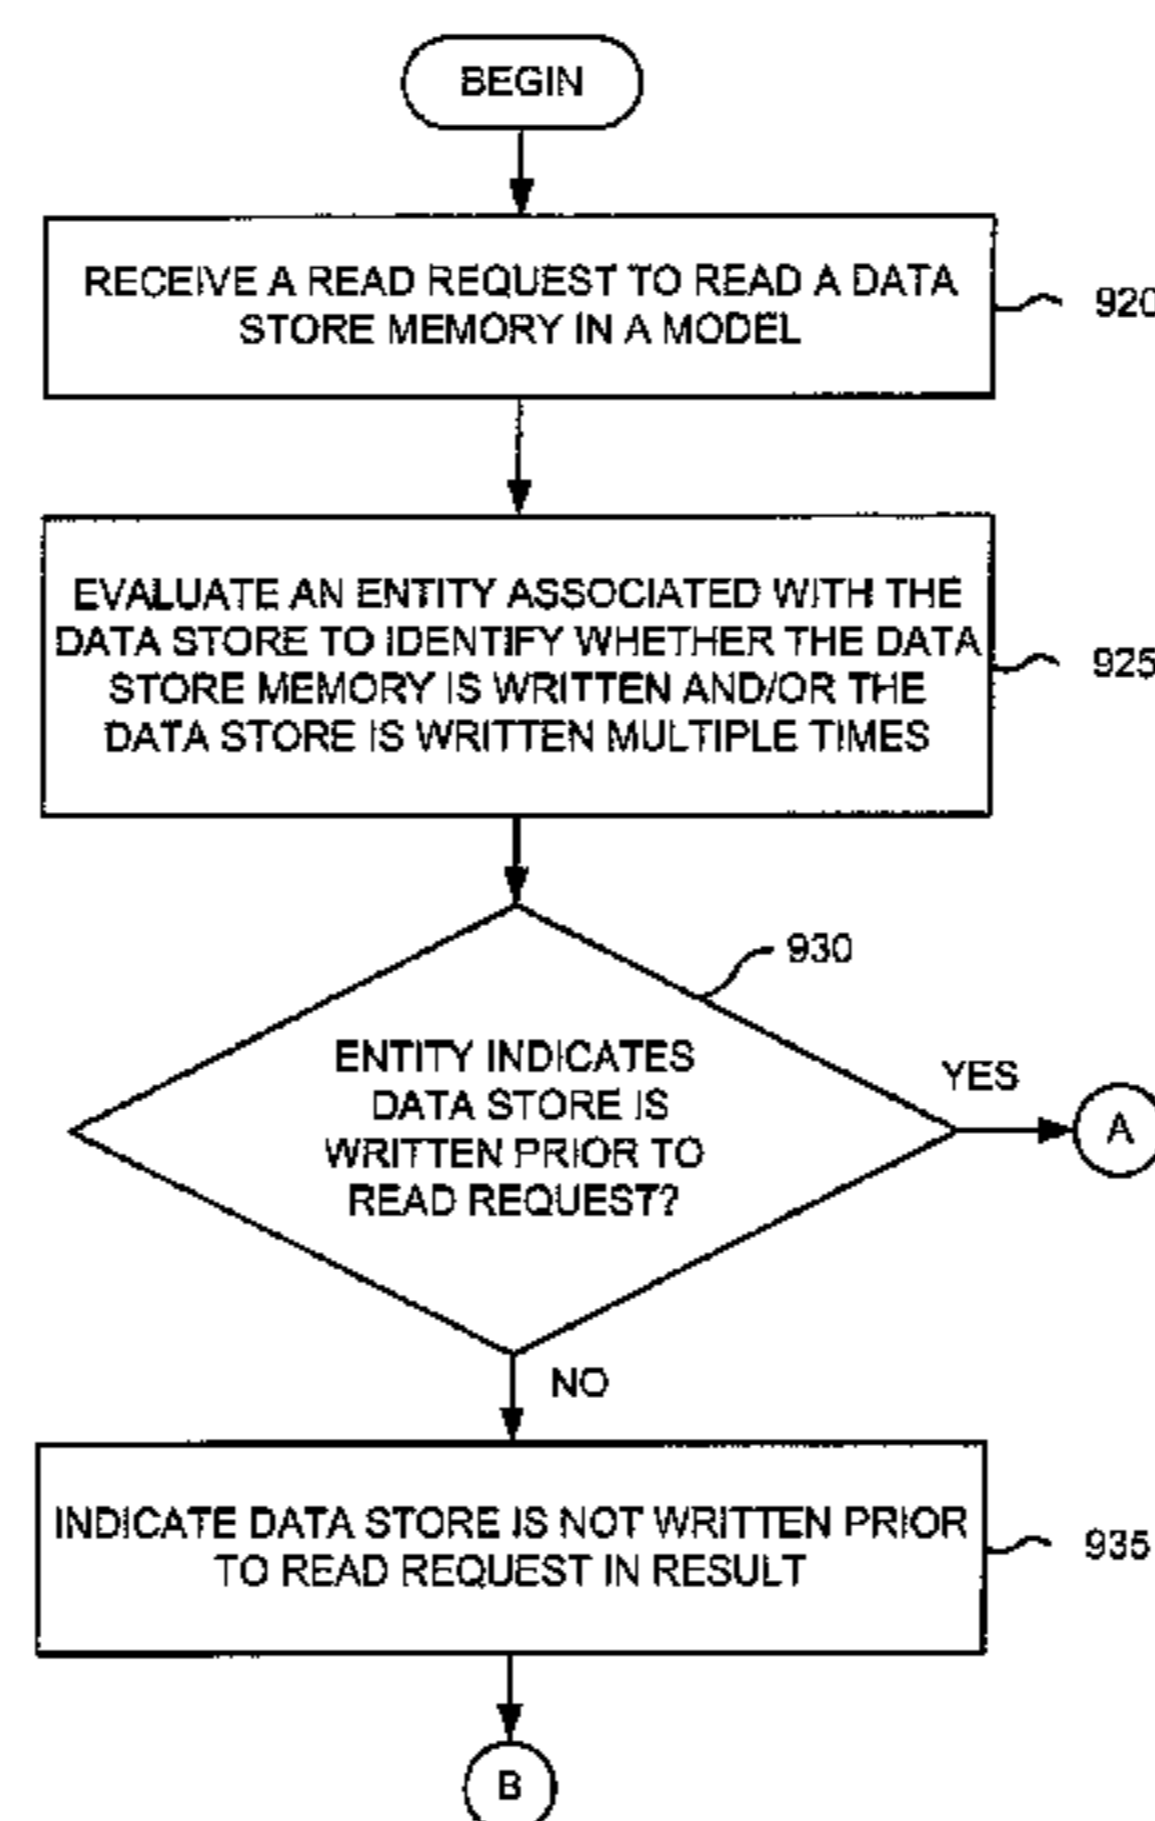 BEGIN
RECEIVE A READ REQUEST TO READ A DATA
STORE MEMORY IN A MODEL
920
EVALUATE AN ENTITY ASSOCIATED WITH THE
DATA STORE TO IDENTIFY WHETHER THE DATA
STORE MEMORY IS WRITTEN AND/OR THE
DATA STORE IS WRITTEN MULTIPLE TIMES
925
930
ENTITY INDICATES
DATA STORE IS
WRITTEN PRIOR TO
READ REQUEST?
YES
A
NO
INDICATE DATA STORE IS NOT WRITTEN PRIOR
TO READ REQUEST IN RESULT
935
B